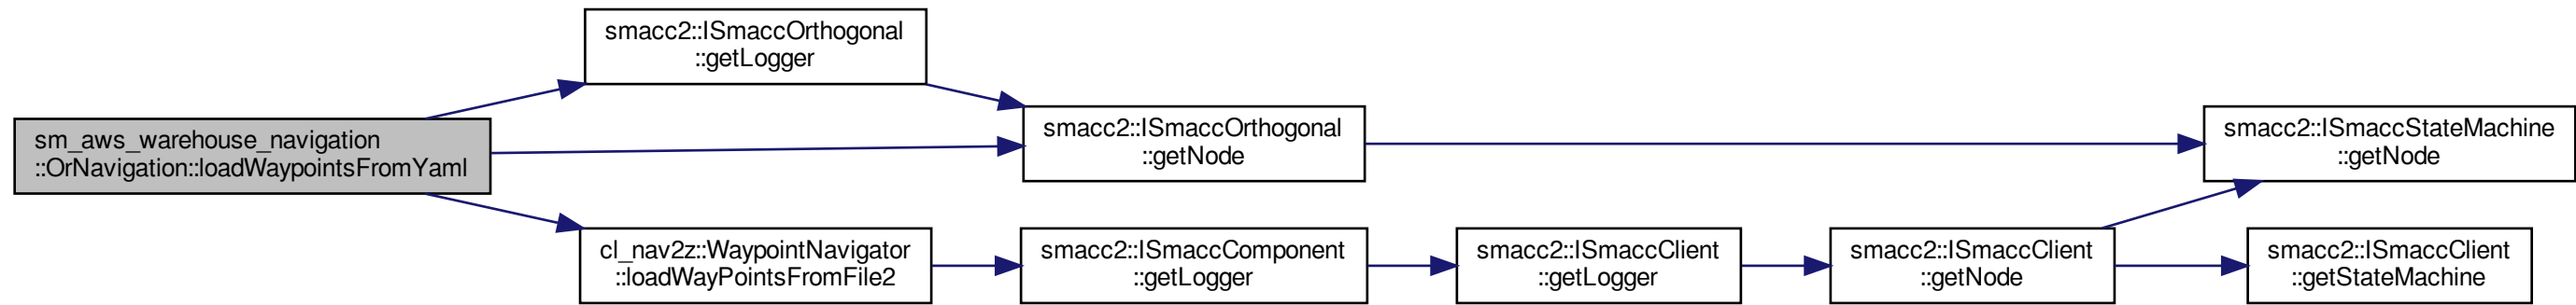 smacc2::ISmaccOrthogonal
::getLogger
sm_aws_warehouse_navigation
::OrNavigation::loadWaypointsFromYaml
smacc2::ISmaccOrthogonal
::getNode
smacc2::ISmaccStateMachine
::getNode
cl_nav2z::WaypointNavigator
::loadWayPointsFromFile2
smacc2::ISmaccComponent
::getLogger
smacc2::ISmaccClient
::getLogger
smacc2::ISmaccClient
::getNode
smacc2::ISmaccClient
::getStateMachine